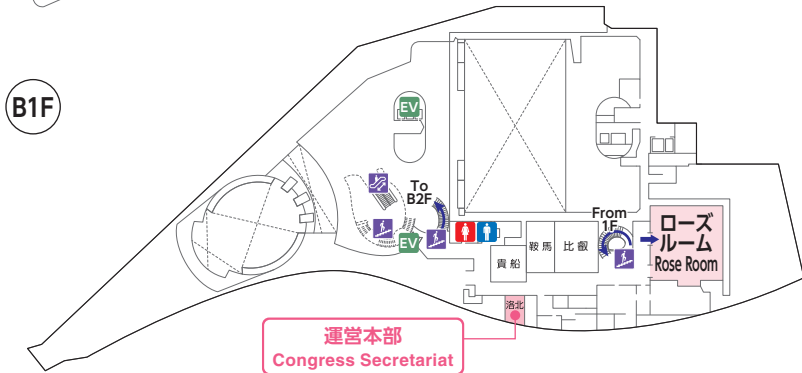 B1F
EV
To
B2F
EV
From
1F
貴船
鞍馬
比叡
ローズ
ルーム
Rose Room
洛北
運営本部
Congress Secretariat